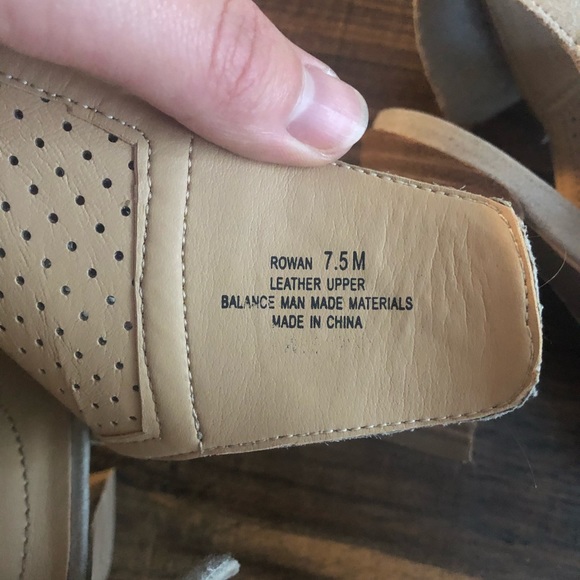 ROWAN 7.5 M
LEATHER UPPER
BALANCE MAN MADE MATERIALS
MADE IN CHINA